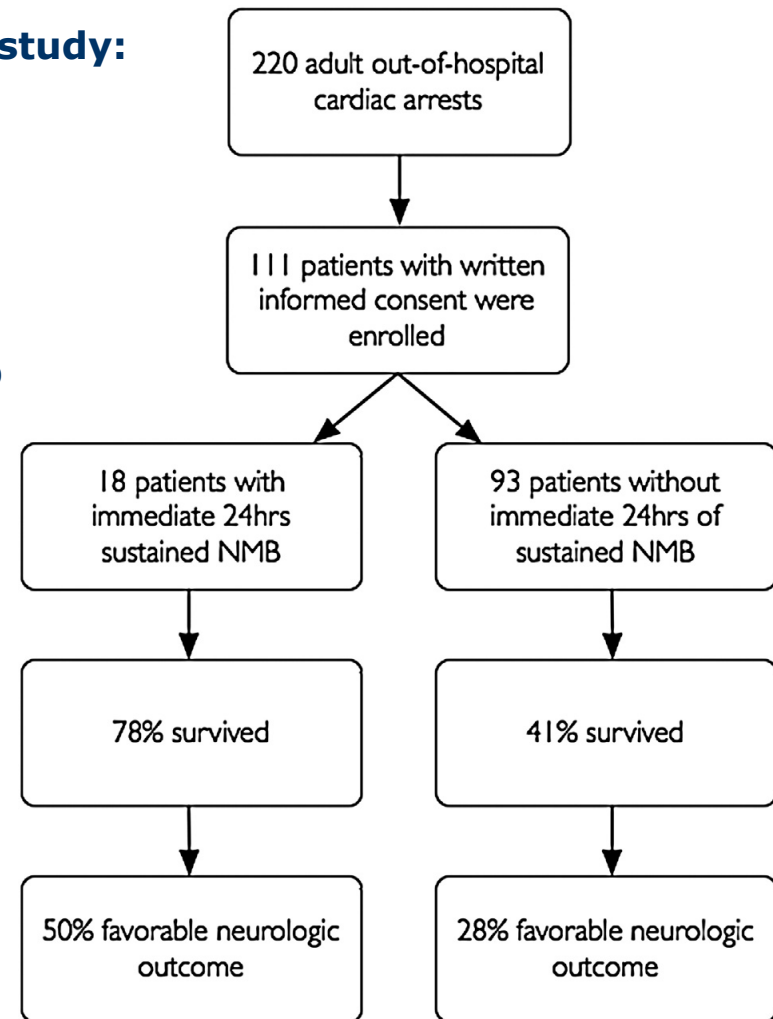 study:
220 adult out-of-hospital
cardiac arrests
111 patients with written
informed consent were
enrolled
18 patients with
immediate 24hrs
sustained NMB
93 patients without
immediate 24hrs of
sustained NMB
78% survived
41% survived
50% favorable neurologic
outcome
28% favorable neurologic
outcome